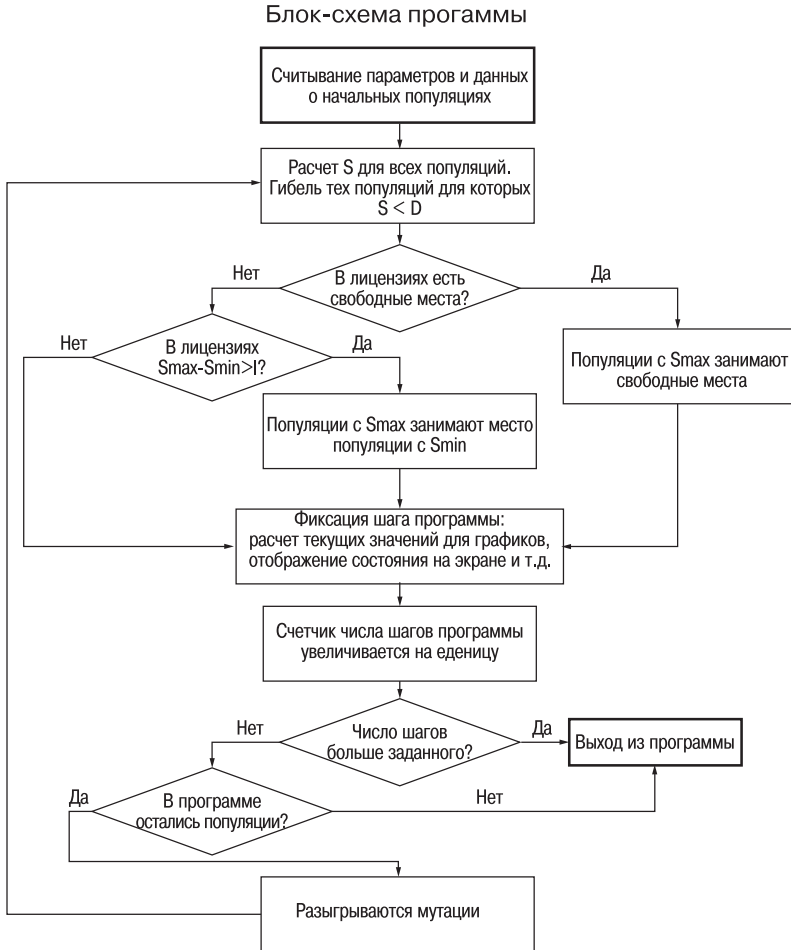 Блок-схема прогаммы
Считывание параметров и данных
о начальных популяциях
Расчет S для всех популяций.
Гибель тех популяций для которых
S < D
Нет
В лицензиях есть
свободные места?
Да
Нет
В лицензиях
Smax-Smin>I?
Да
Популяции с Smax занимают
свободные места
Популяции с Smax занимают место
популяции с Smin
Фиксация шага программы:
расчет текущих значений для графиков,
отображение состояния на экране и т.д.
Счетчик числа шагов программы
увеличивается на еденицу
Нет
Число шагов
больше заданного?
Да
Выход из программы
Да
В программе
остались популяции?
Нет
Разыгрываются мутации